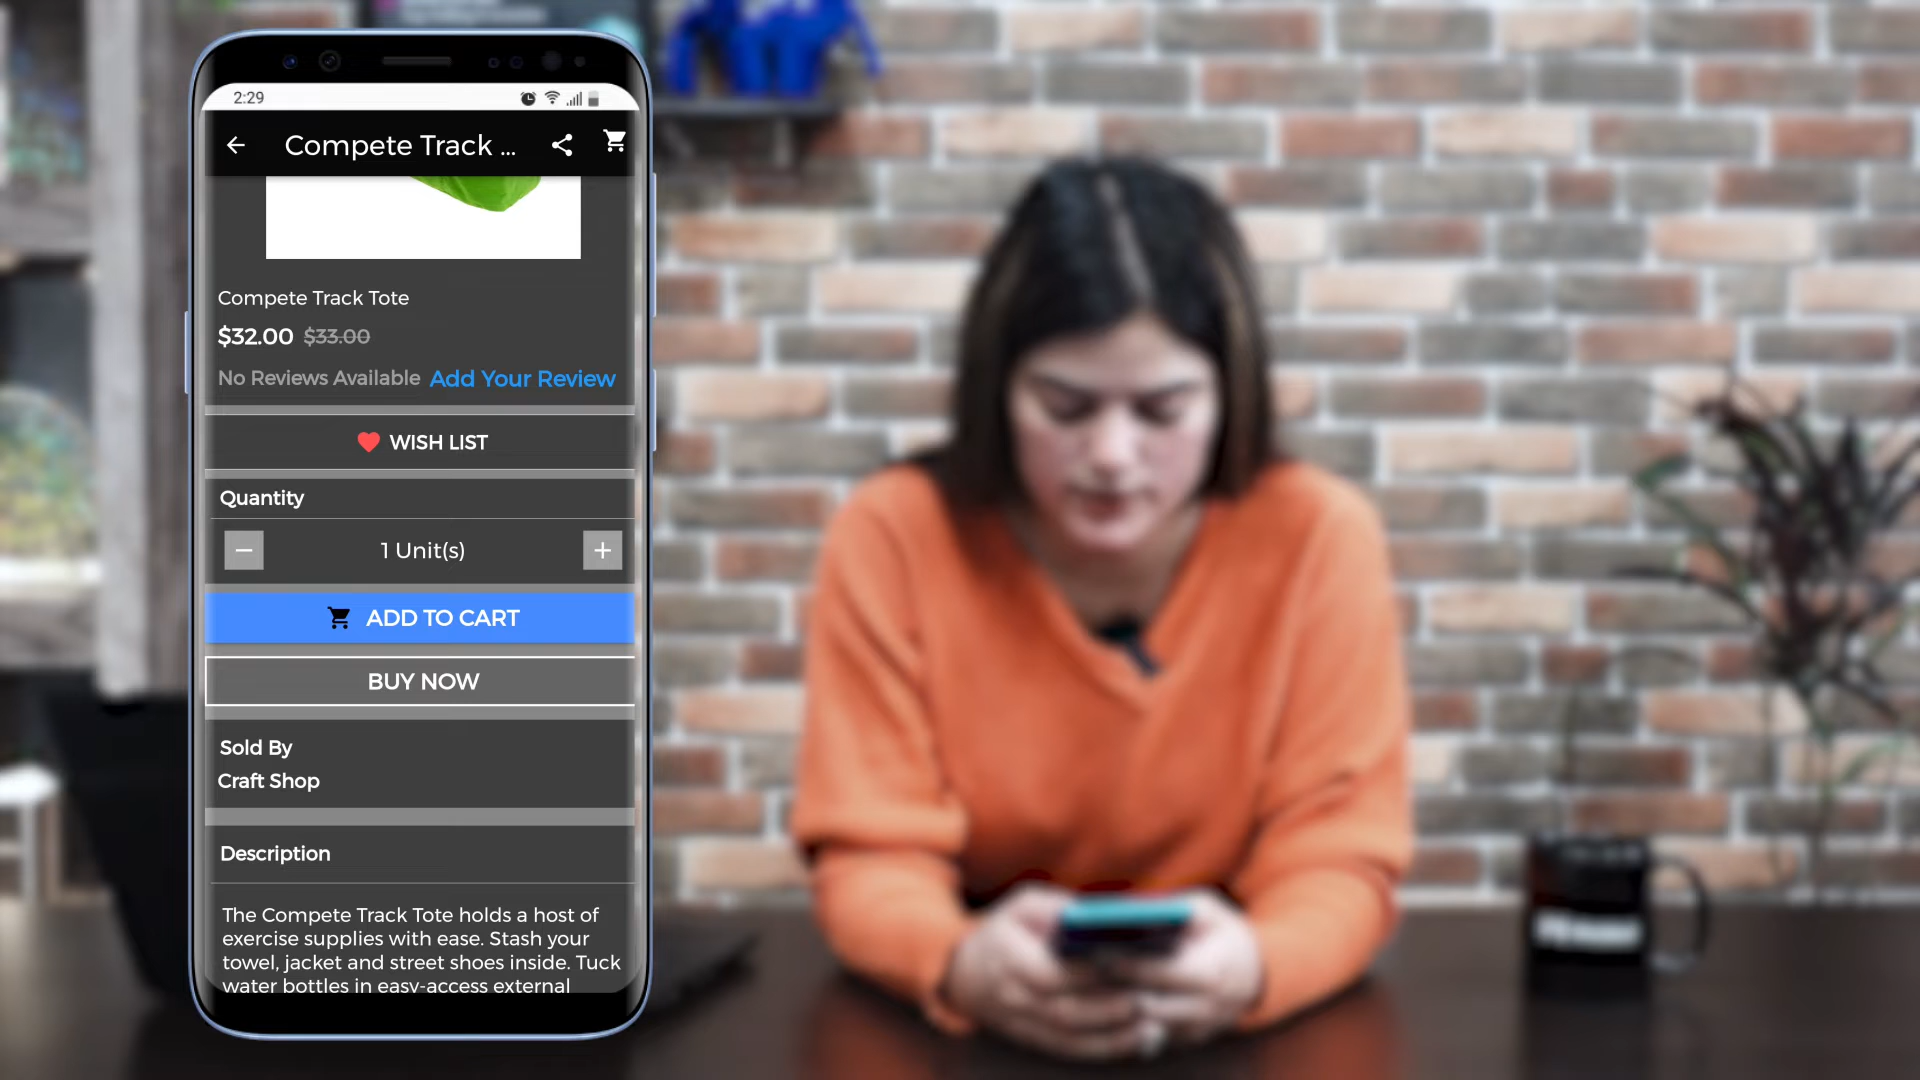 2:29
Compete Track ...
Compete Track Tote
$32.00 $33.00
No Reviews Available Add Your Review
WISH LIST
Quantity
1 Unit(s)
ADD TO CART
BUY NOW
Sold By
Craft Shop
Description
The Compete Track Tote holds a host of
exercise supplies with ease. Stash your
towel, jacket and street shoes inside. Tuck
water bottles in easy-access external